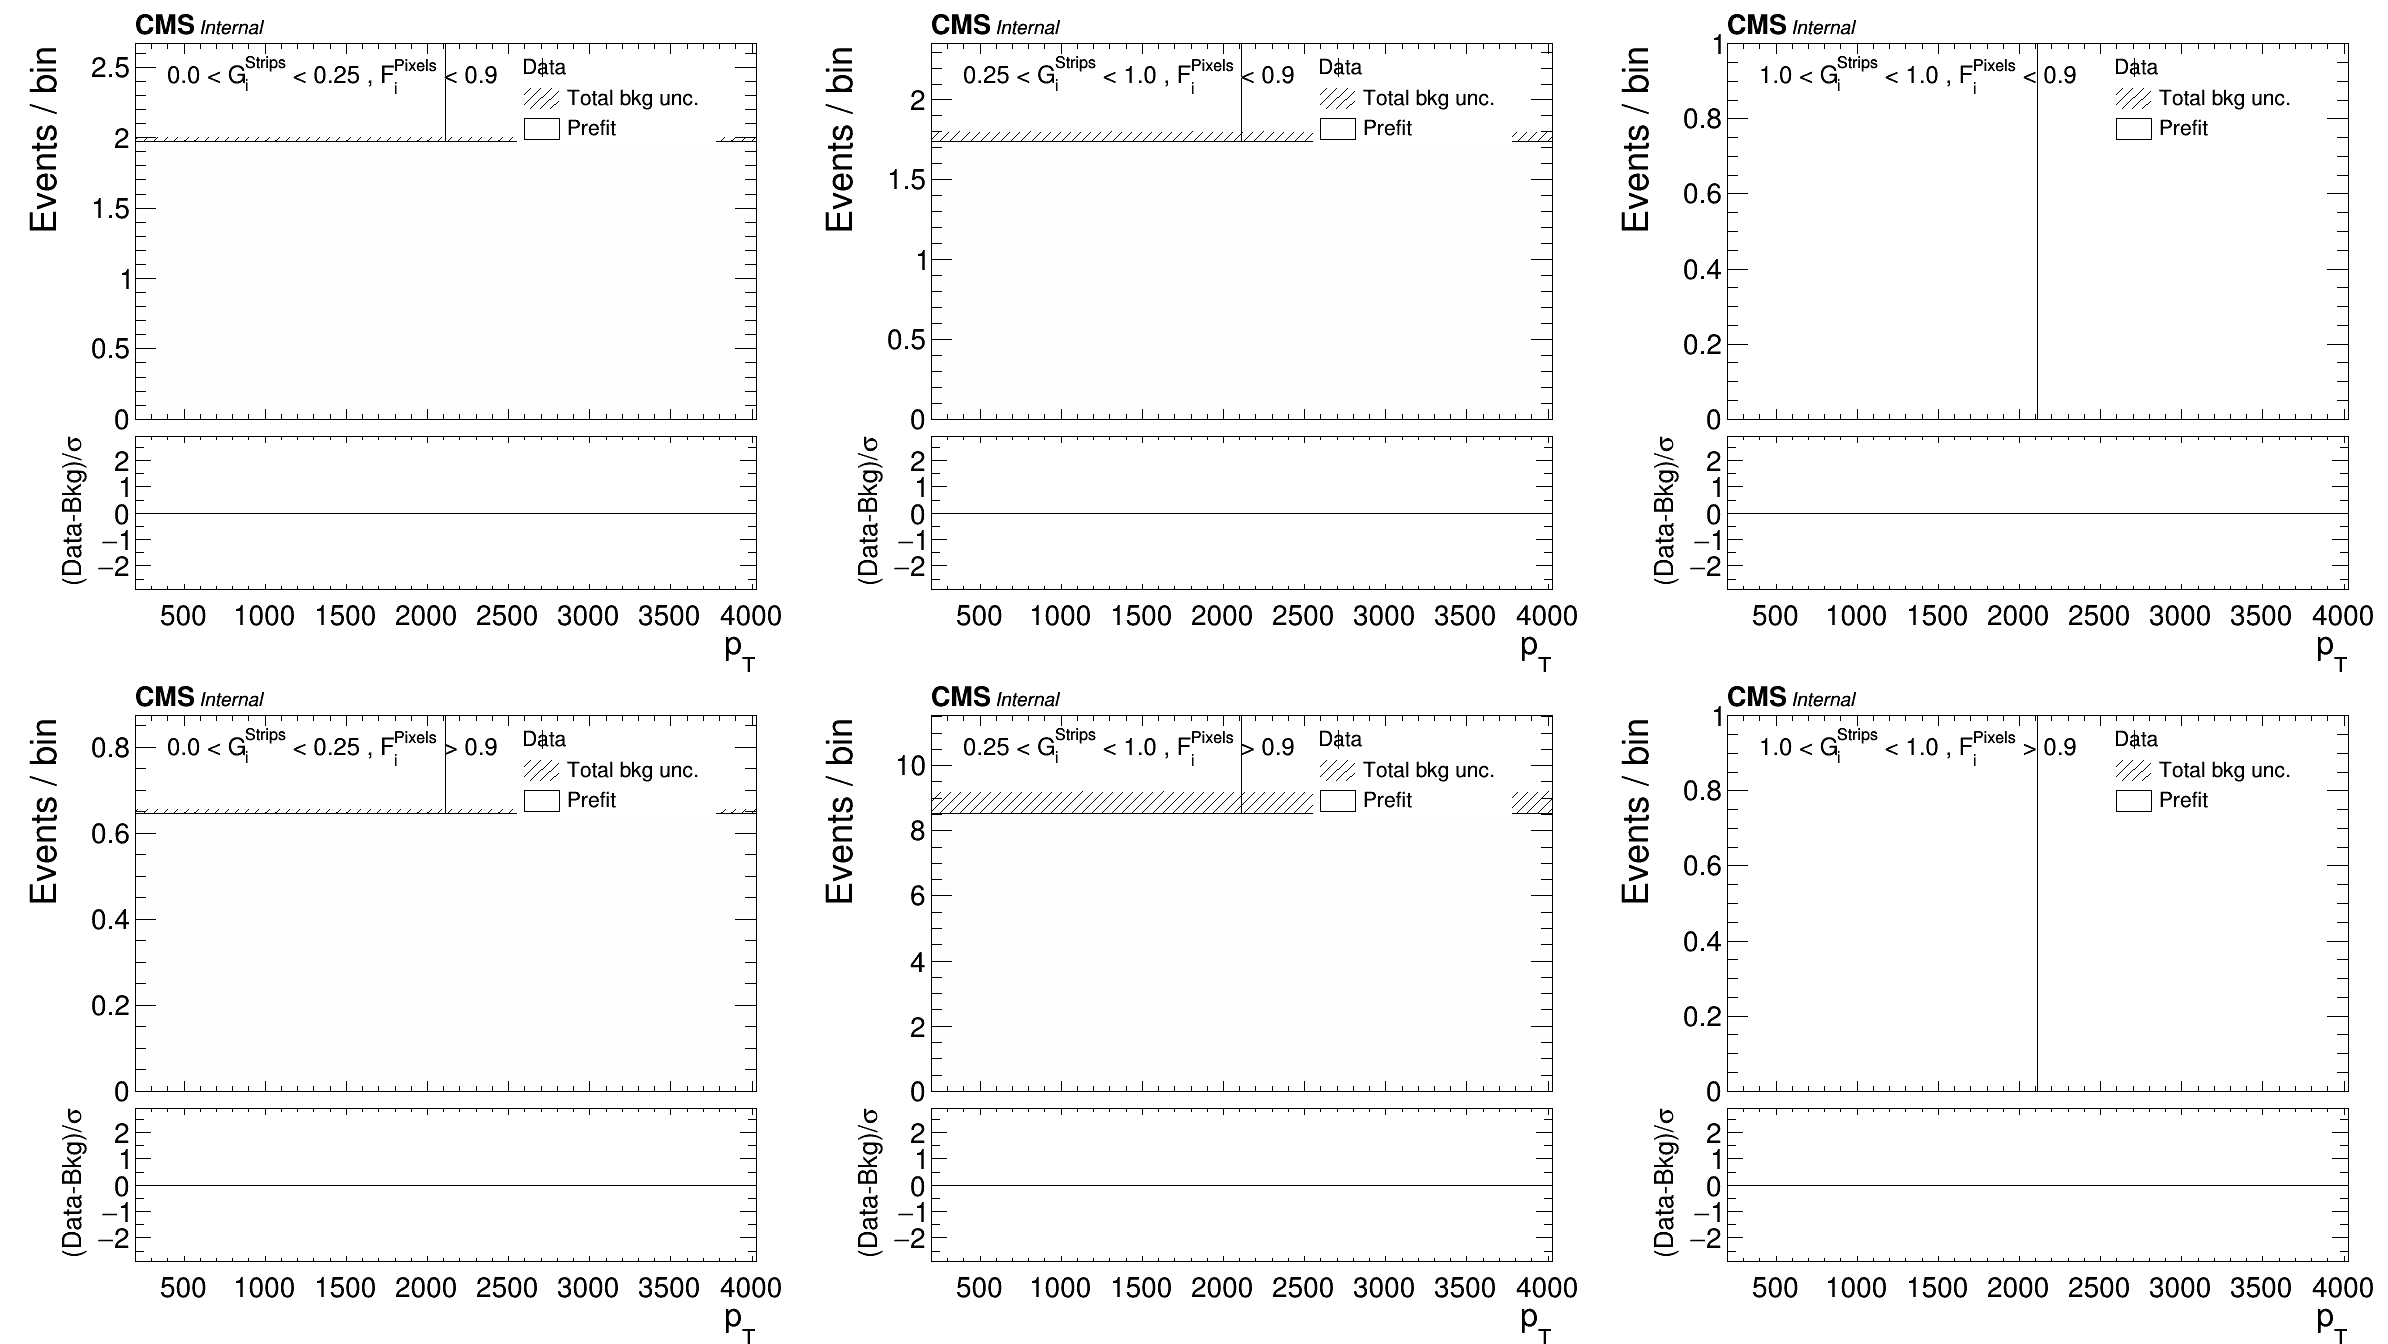 CMS Internal
Events / bin
2.5
2
1.5
1
0.5
0
0.0 < G_i^Strips < 0.25 , F_i^Pixels < 0.9
Data
Total bkg unc.
Prefit
(Data-Bkg)/σ
2
1
0
−1
−2
500 1000 1500 2000 2500 3000 3500 4000
p_T
CMS Internal
Events / bin
2
1.5
1
0.5
0
0.25 < G_i^Strips < 1.0 , F_i^Pixels < 0.9
Data
Total bkg unc.
Prefit
(Data-Bkg)/σ
2
1
0
−1
−2
500 1000 1500 2000 2500 3000 3500 4000
p_T
CMS Internal
Events / bin
1
0.8
0.6
0.4
0.2
0
1.0 < G_i^Strips < 1.0 , F_i^Pixels < 0.9
Data
Total bkg unc.
Prefit
(Data-Bkg)/σ
2
1
0
−1
−2
500 1000 1500 2000 2500 3000 3500 4000
p_T
CMS Internal
Events / bin
0.8
0.6
0.4
0.2
0
0.0 < G_i^Strips < 0.25 , F_i^Pixels > 0.9
Data
Total bkg unc.
Prefit
(Data-Bkg)/σ
2
1
0
−1
−2
500 1000 1500 2000 2500 3000 3500 4000
p_T
CMS Internal
Events / bin
10
8
6
4
2
0
0.25 < G_i^Strips < 1.0 , F_i^Pixels > 0.9
Data
Total bkg unc.
Prefit
(Data-Bkg)/σ
2
1
0
−1
−2
500 1000 1500 2000 2500 3000 3500 4000
p_T
CMS Internal
Events / bin
1
0.8
0.6
0.4
0.2
0
1.0 < G_i^Strips < 1.0 , F_i^Pixels > 0.9
Data
Total bkg unc.
Prefit
(Data-Bkg)/σ
2
1
0
−1
−2
500 1000 1500 2000 2500 3000 3500 4000
p_T